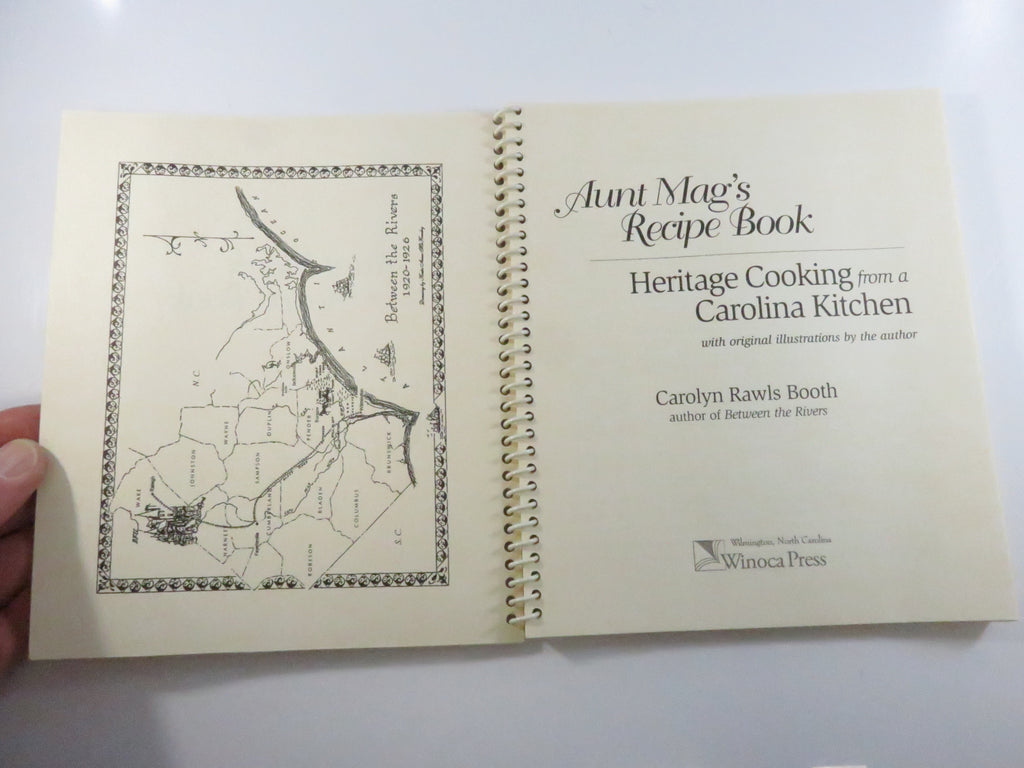 Between the Rivers
1920-1926
ATLANTIC
N.C.
ONSLOW
WAYNE
DUPLIN
PENDER
JOHNSTON
SAMPSON
BRUNSWICK
WAKE
HARNETT
CUMBERLAND
BLADEN
COLUMBUS
ROBESON
S.C.
Aunt Mag's
Recipe Book
Heritage Cooking from a
Carolina Kitchen
with original illustrations by the author
Carolyn Rawls Booth
author of Between the Rivers
Wilmington, North Carolina
Winoca Press